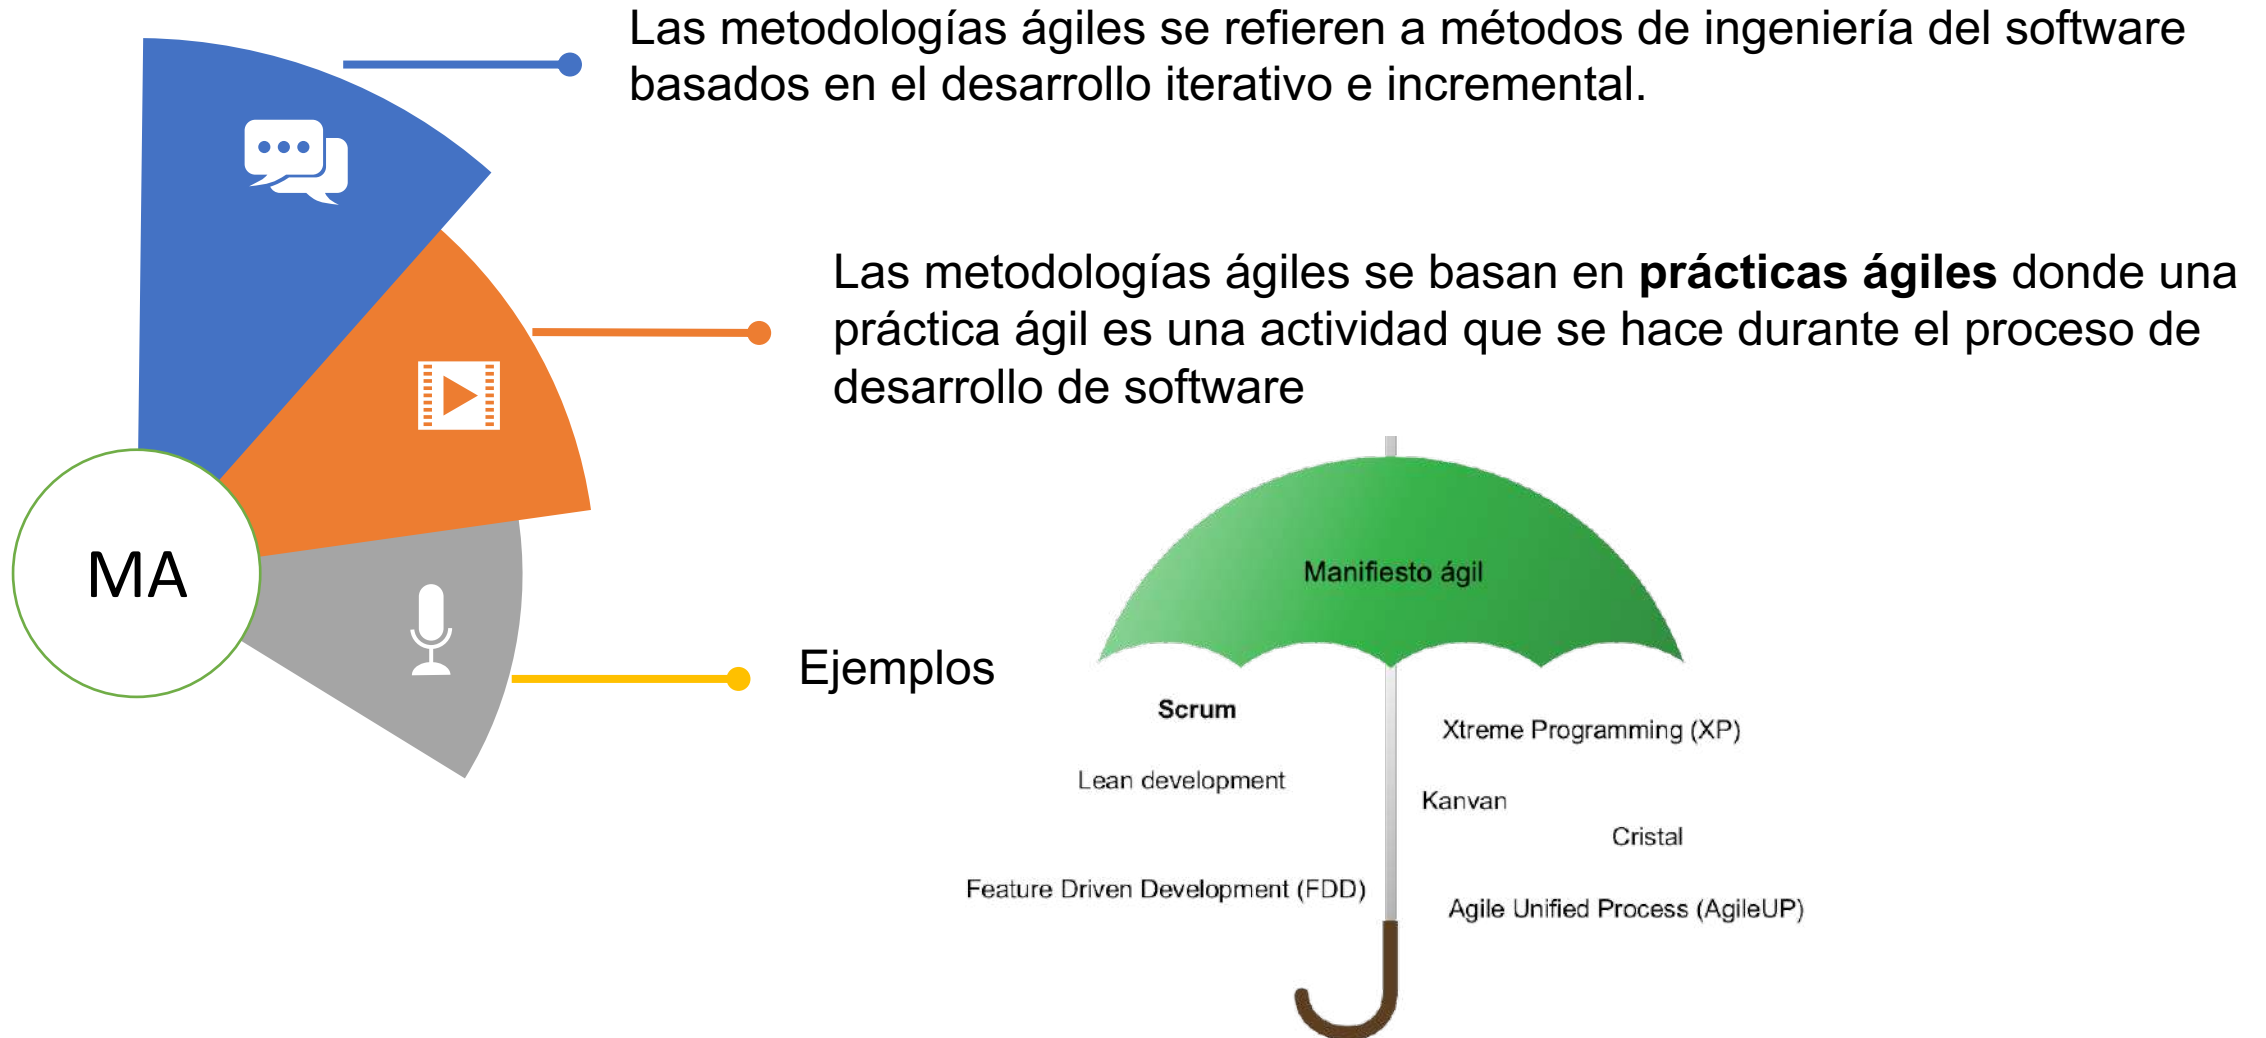 Las metodologías ágiles se refieren a métodos de ingeniería del software
basados en el desarrollo iterativo e incremental.
Las metodologías ágiles se basan en prácticas ágiles donde una
práctica ágil es una actividad que se hace durante el proceso de
desarrollo de software
MA
Ejemplos
Manifiesto ágil
Scrum
Xtreme Programming (XP)
Lean development
Kanvan
Cristal
Feature Driven Development (FDD)
Agile Unified Process (AgileUP)